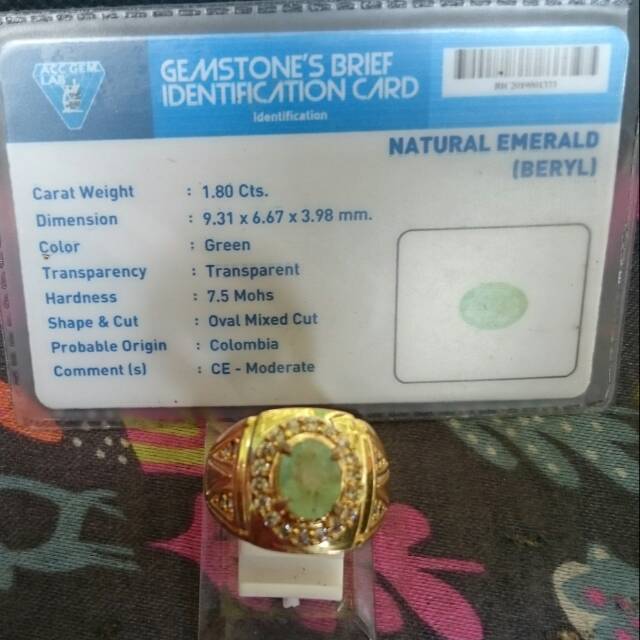 GEMSTONE'S BRIEF
IDENTIFICATION CARD
Identification
NATURAL EMERALD
(BERYL)
Carat Weight : 1.80 Cts.
Dimension : 9.31 x 6.67 x 3.98 mm.
Color : Green
Transparency : Transparent
Hardness : 7.5 Mohs
Shape & Cut : Oval Mixed Cut
Probable Origin : Colombia
Comment (s) : CE - Moderate